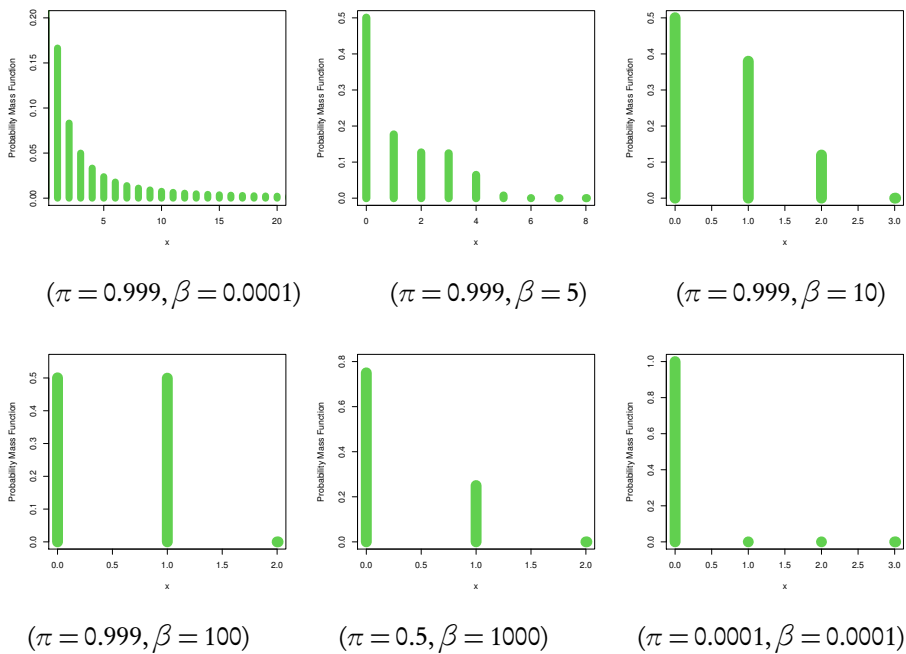 Probability Mass Function
0.00 0.05 0.10 0.15 0.20
5 10 15 20
x
(π = 0.999, β = 0.0001)
Probability Mass Function
0.0 0.1 0.2 0.3 0.4 0.5
0 2 4 6 8
x
(π = 0.999, β = 5)
Probability Mass Function
0.0 0.1 0.2 0.3 0.4 0.5
0.0 0.5 1.0 1.5 2.0 2.5 3.0
x
(π = 0.999, β = 10)
Probability Mass Function
0.0 0.1 0.2 0.3 0.4 0.5
0.0 0.5 1.0 1.5 2.0
x
(π = 0.999, β = 100)
Probability Mass Function
0.0 0.2 0.4 0.6 0.8
0.0 0.5 1.0 1.5 2.0
x
(π = 0.5, β = 1000)
Probability Mass Function
0.0 0.2 0.4 0.6 0.8 1.0
0.0 0.5 1.0 1.5 2.0 2.5 3.0
x
(π = 0.0001, β = 0.0001)